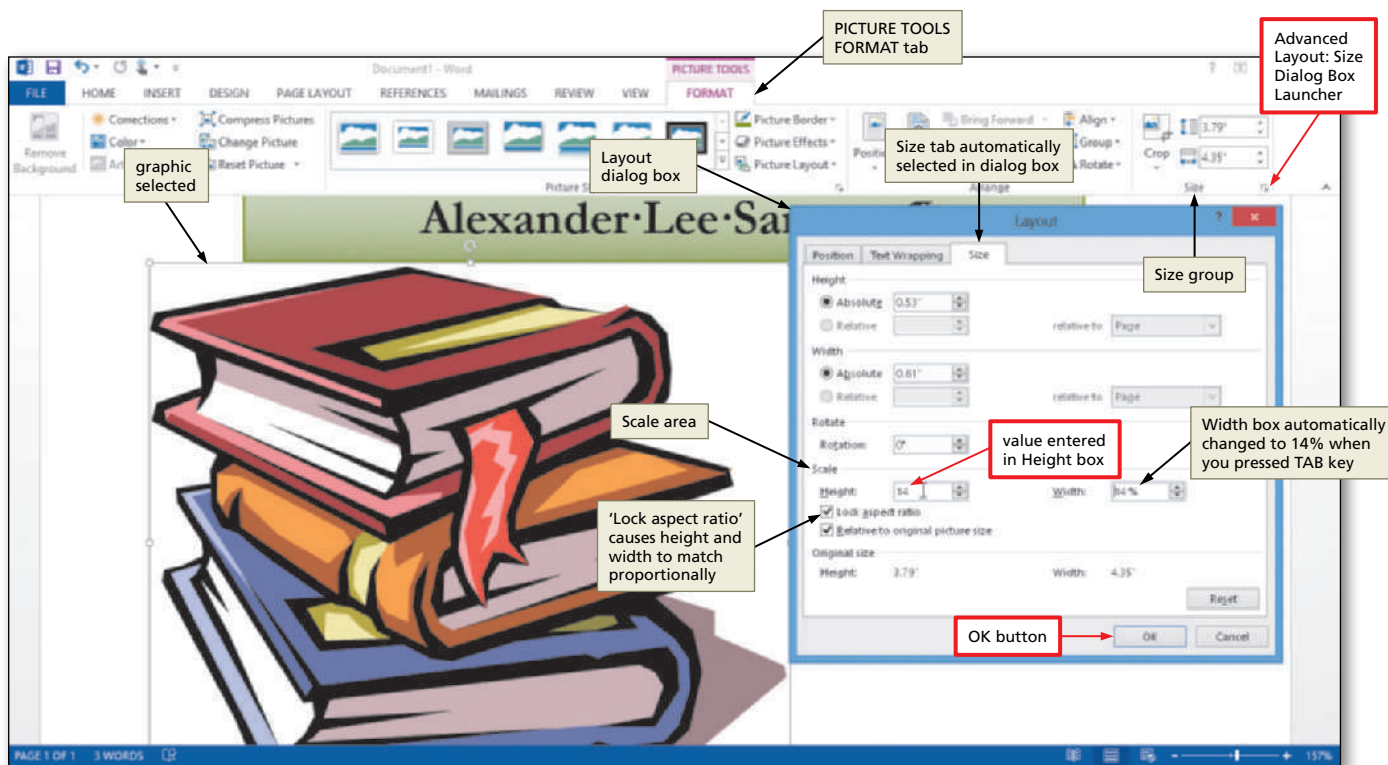 PICTURE TOOLS
FORMAT tab
Advanced
Layout: Size
Dialog Box
Launcher
Document1 - Word
PICTURE TOOLS
?
FILE HOME INSERT DESIGN PAGE LAYOUT REFERENCES MAILINGS REVIEW VIEW FORMAT
Remove
Background
Corrections
Color
Compress Pictures
Change Picture
Reset Picture
Picture Border
Picture Effects
Picture Layout
Bring Forward
Align
Group
Rotate
Arrange
Crop
3.79"
4.35"
Size
graphic
selected
Layout
dialog box
Size tab automatically
selected in dialog box
Size group
Alexander·Lee·
Layout
?
Position Text Wrapping Size
Height
Absolute 0.53"
Relative relative to Page
Width
Absolute 0.61"
Relative relative to Page
Rotate
Rotation: 0°
Scale
Height: 14 Width: 14 %
Lock aspect ratio
Relative to original picture size
Original size
Height: 3.79" Width: 4.35"
Reset
OK Cancel
Scale area
value entered
in Height box
Width box automatically
changed to 14% when
you pressed TAB key
'Lock aspect ratio'
causes height and
width to match
proportionally
OK button
PAGE 1 OF 1 3 WORDS
157%